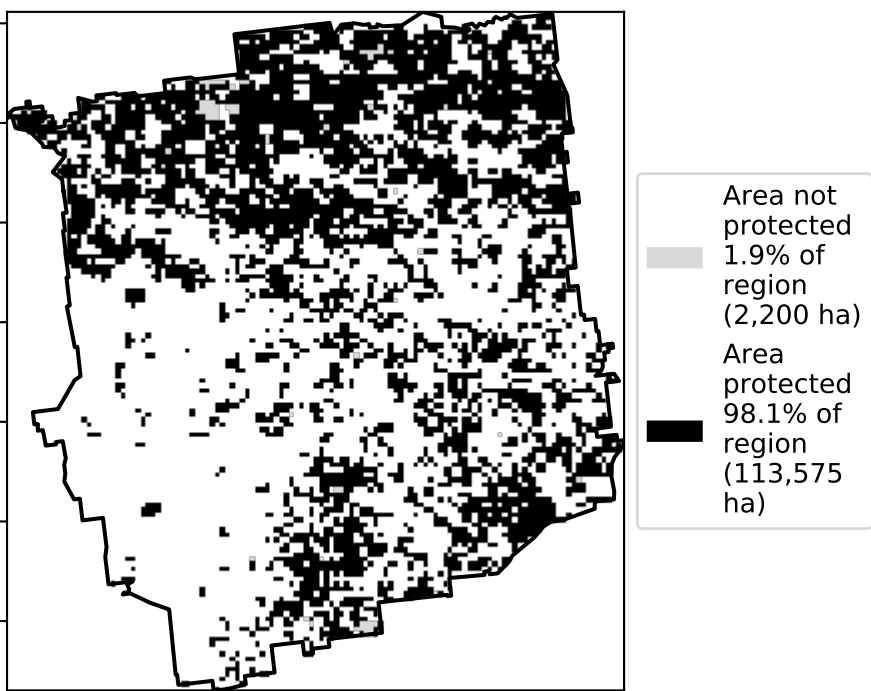 Area not
protected
1.9% of
region
(2,200 ha)
Area
protected
98.1% of
region
(113,575
ha)